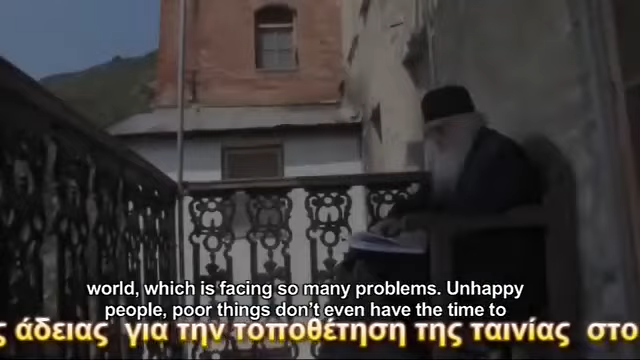 world, which is facing so many problems. Unhappy
people, poor things don't even have the time to
ς άδειας για την τοποθέτηση της ταινίας στο